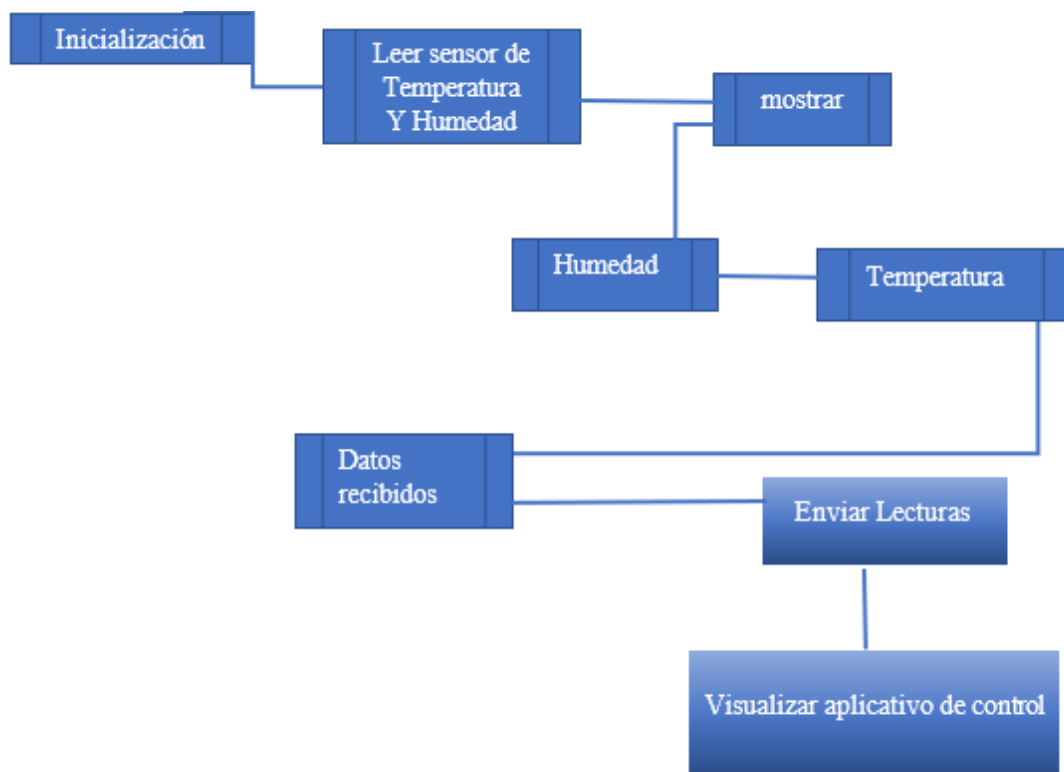 Inicialización
Leer sensor de
Temperatura
Y Humedad
mostrar
Humedad
Temperatura
Datos
recibidos
Enviar Lecturas
Visualizar aplicativo de control